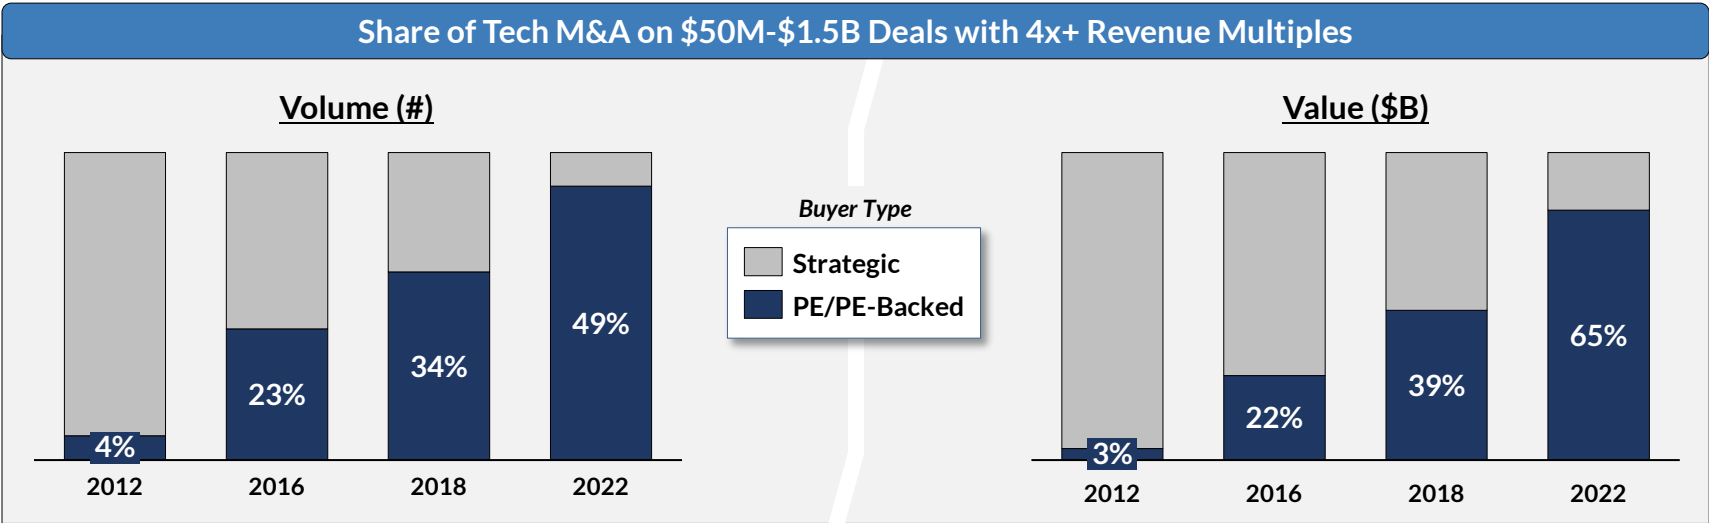 Share of Tech M&A on $50M-$1.5B Deals with 4x+ Revenue Multiples
Volume (#)
4%
23%
34%
49%
2012
2016
2018
2022
Buyer Type
Strategic
PE/PE-Backed
Value ($B)
3%
22%
39%
65%
2012
2016
2018
2022